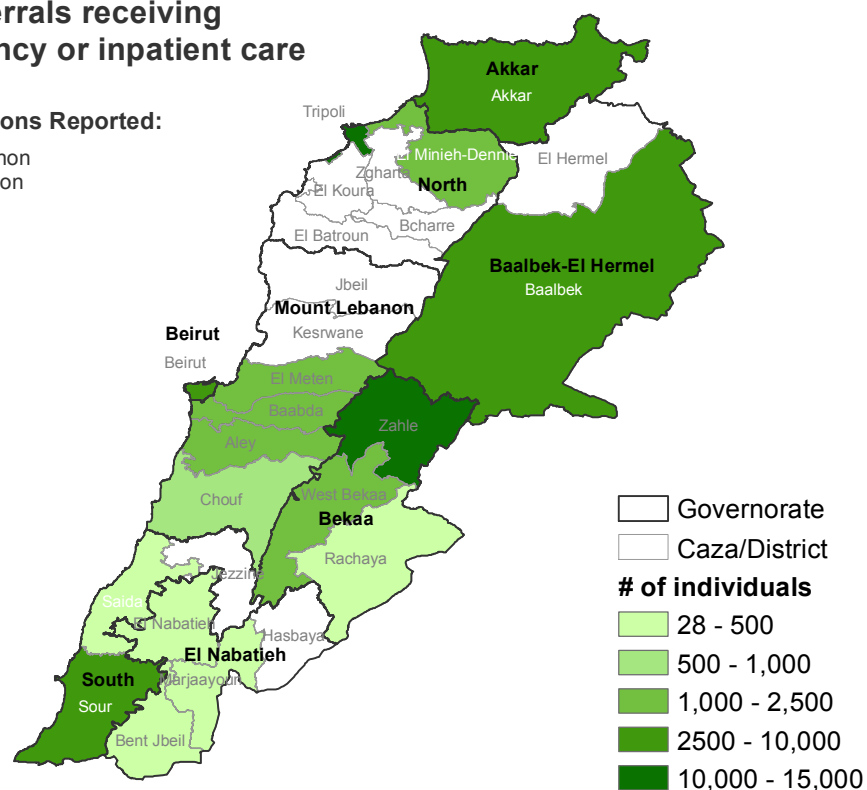 errals receiving
ncy or inpatient care
ons Reported:
non
on
Akkar
Akkar
Tripoli
El Minieh-Dennie
El Hermel
Zgharta
North
El Koura
Bcharre
El Batroun
Baalbek-El Hermel
Baalbek
Jbeil
Mount Lebanon
Kesrwane
Beirut
Beirut
El Meten
Baabda
Zahle
Aley
West Bekaa
Chouf
Bekaa
Rachaya
Jezzine
Saida
El Nabatieh
Hasbaya
El Nabatieh
South
Marjaayoun
Sour
Bent Jbeil
Governorate
Caza/District
# of individuals
28 - 500
500 - 1,000
1,000 - 2,500
2500 - 10,000
10,000 - 15,000